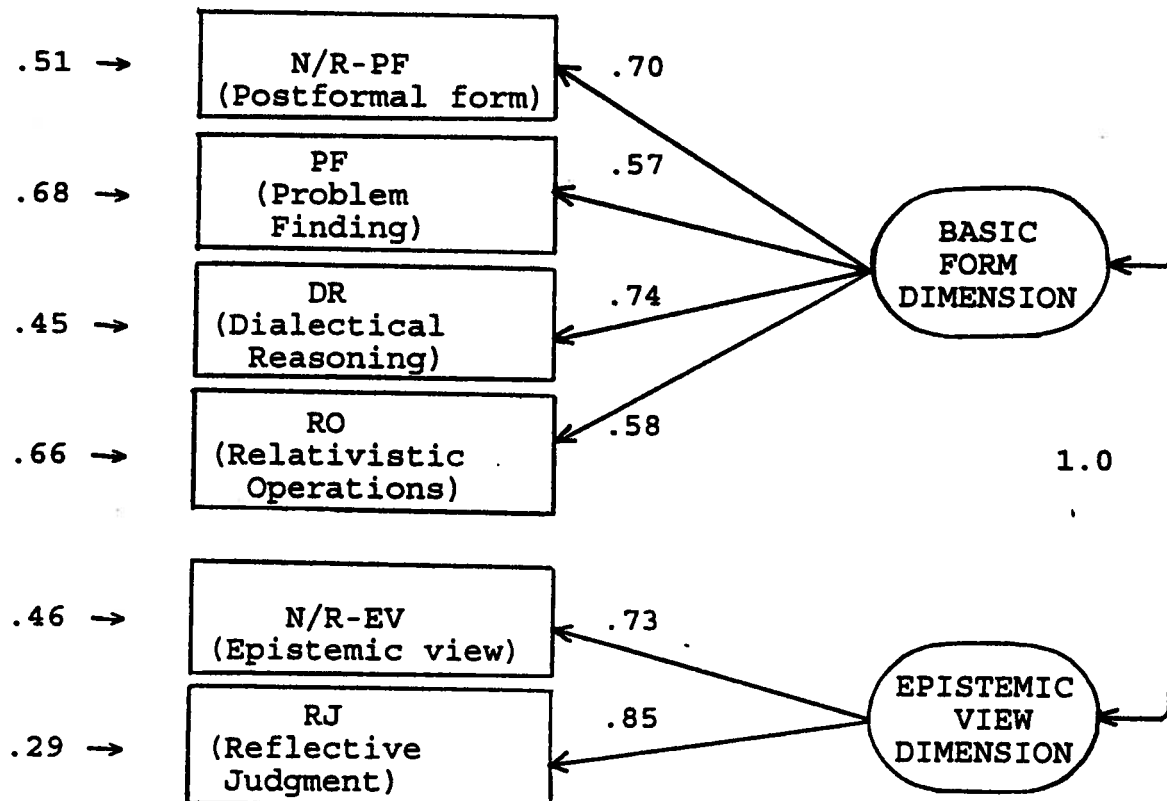 .51 →
N/R-PF
(Postformal form)
.70
.68 →
PF
(Problem
Finding)
.57
.45 →
DR
(Dialectical
Reasoning)
.74
.66 →
RO
(Relativistic
Operations)
.58
BASIC
FORM
DIMENSION
1.0
.46 →
N/R-EV
(Epistemic view)
.73
.29 →
RJ
(Reflective
Judgment)
.85
EPISTEMIC
VIEW
DIMENSION